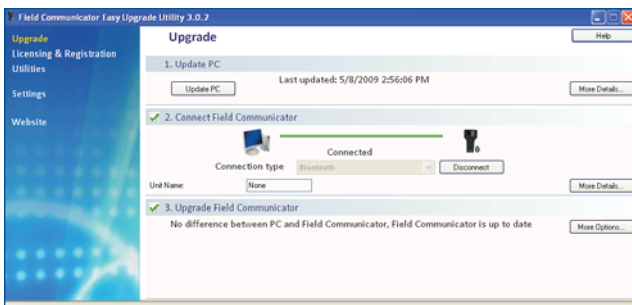 Field Communicator Easy Upgrade Utility 3.0.2
Upgrade
Licensing & Registration
Utilities
Settings
Website
Upgrade
Help
1. Update PC
Update PC
Last updated: 5/8/2009 2:56:06 PM
More Details...
2. Connect Field Communicator
Connected
Connection type
Bluetooth
Disconnect
Unit Name:
None
More Details...
3. Upgrade Field Communicator
No difference between PC and Field Communicator, Field Communicator is up to date
More Options...